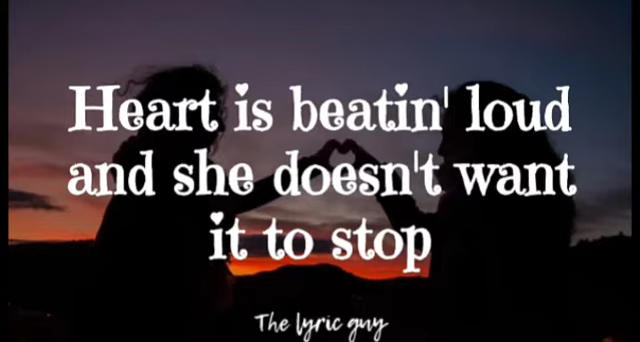 Heart is beatin' loud
and she doesn't want
it to stop
The lyric guy